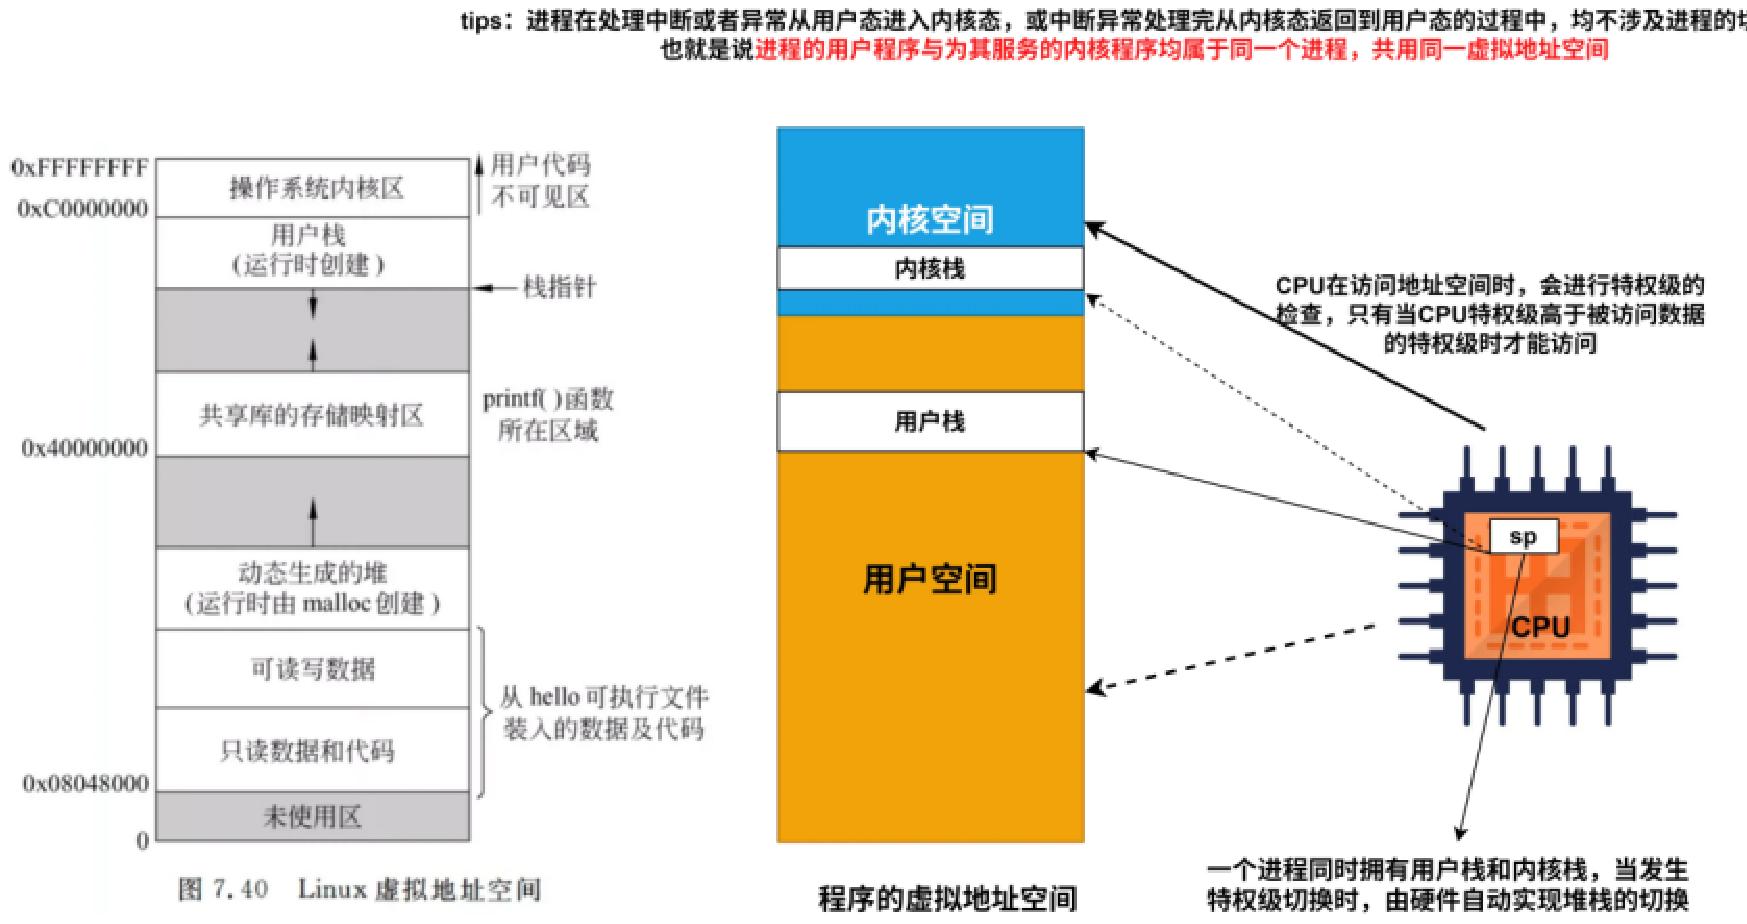 tips：进程在处理中断或者异常从用户态进入内核态，或中断异常处理完从内核态返回到用户态的过程中，均不涉及进程的
也就是说进程的用户程序与为其服务的内核程序均属于同一个进程，共用同一虚拟地址空间
0xFFFFFFFF
操作系统内核区
用户代码
不可见区
0xC0000000
用户栈
(运行时创建)
栈指针
共享库的存储映射区
printf()函数
所在区域
0x40000000
动态生成的堆
(运行时由 malloc 创建)
可读写数据
从 hello 可执行文件
装入的数据及代码
只读数据和代码
0x08048000
未使用区
0
图 7.40 Linux 虚拟地址空间
内核空间
内核栈
用户栈
用户空间
程序的虚拟地址空间
CPU在访问地址空间时，会进行特权级的
检查，只有当CPU特权级高于被访问数据
的特权级时才能访问
sp
CPU
一个进程同时拥有用户栈和内核栈，当发生
特权级切换时，由硬件自动实现堆栈的切换